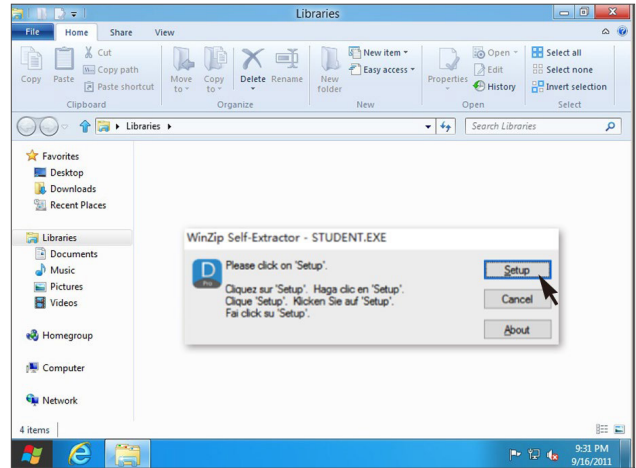 Libraries
File Home Share View
Copy
Paste
Cut
Copy path
Paste shortcut
Clipboard
Move to
Copy to
Delete
Rename
Organize
New folder
New item
Easy access
New
Properties
Open
Edit
History
Open
Select all
Select none
Invert selection
Select
Libraries
Search Libraries
Favorites
Desktop
Downloads
Recent Places
Libraries
Documents
Music
Pictures
Videos
Homegroup
Computer
Network
WinZip Self-Extractor - STUDENT.EXE
D
Pro
Please click on 'Setup'.
Cliquez sur 'Setup'. Haga clic en 'Setup'.
Clique 'Setup'. Klicken Sie auf 'Setup'.
Fai click su 'Setup'.
Setup
Cancel
About
4 items
9:31 PM
9/16/2011